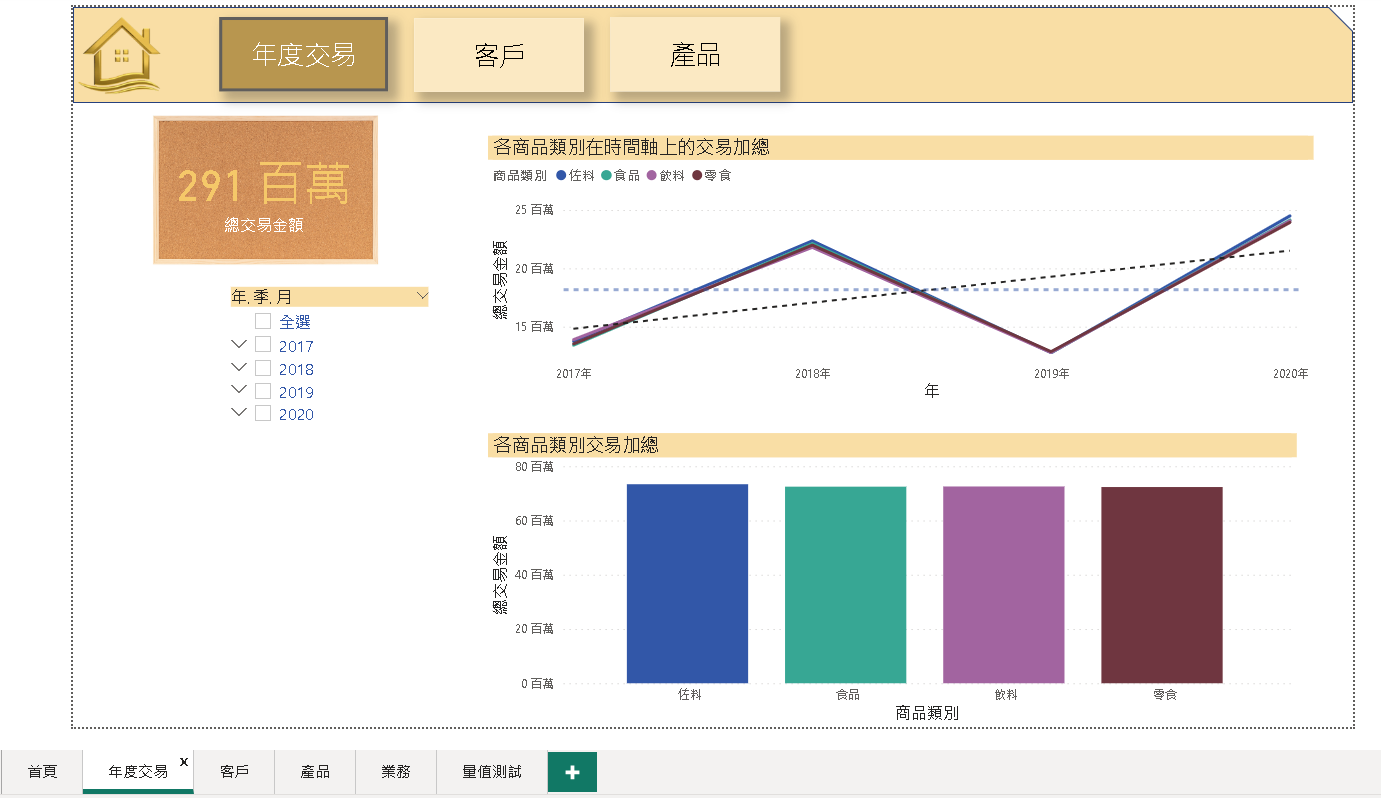 年度交易
客戶
產品
291 百萬
總交易金額
年, 季, 月
全選
2017
2018
2019
2020
各商品類別在時間軸上的交易加總
商品類別 佐料 食品 飲料 零食
25 百萬
20 百萬
15 百萬
總交易金額
2017年 2018年 2019年 2020年
年
各商品類別交易加總
80 百萬
60 百萬
40 百萬
20 百萬
0 百萬
總交易金額
佐料 食品 飲料 零食
商品類別
首頁 年度交易 x 客戶 產品 業務 量值測試 +